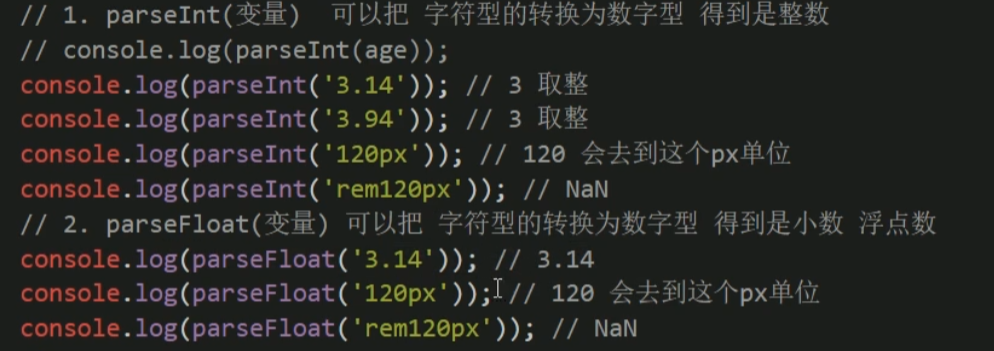 // 1. parseInt(变量)  可以把 字符型的转换为数字型 得到是整数
// console.log(parseInt(age));
console.log(parseInt('3.14')); // 3 取整
console.log(parseInt('3.94')); // 3 取整
console.log(parseInt('120px')); // 120 会去到这个px单位
console.log(parseInt('rem120px')); // NaN
// 2. parseFloat(变量) 可以把 字符型的转换为数字型 得到是小数 浮点数
console.log(parseFloat('3.14')); // 3.14
console.log(parseFloat('120px')); // 120 会去到这个px单位
console.log(parseFloat('rem120px')); // NaN